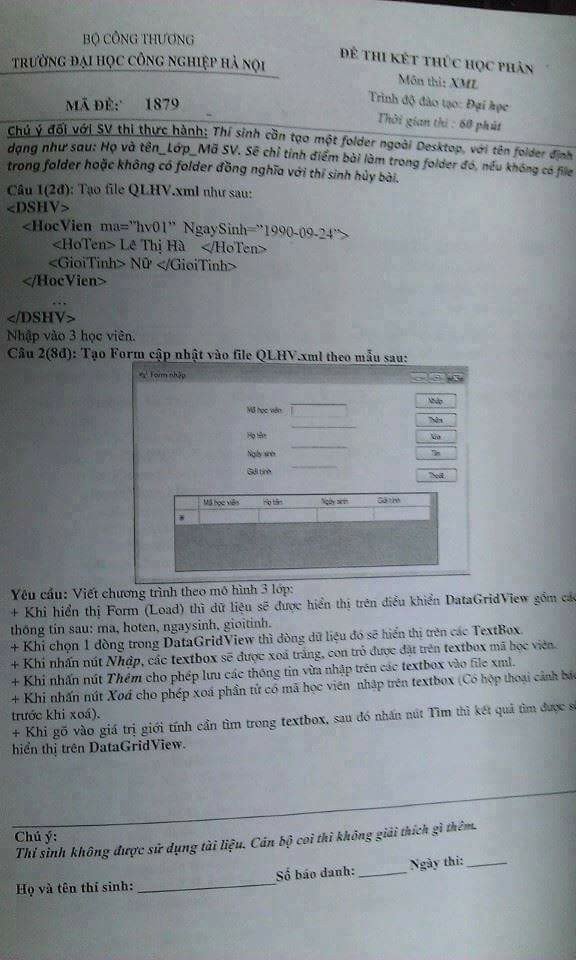 BỘ CÔNG THƯƠNG
TRƯỜNG ĐẠI HỌC CÔNG NGHIỆP HÀ NỘI
MÃ ĐỀ: 1879
ĐỀ THI KẾT THÚC HỌC PHẦN
Môn thi: XML
Trình độ đào tạo: Đại học
Thời gian thi : 60 phút
Chú ý đối với SV thi thực hành: Thí sinh cần tạo một folder ngoài Desktop, với tên folder định
dạng như sau: Họ và tên_Lớp_Mã SV. Sẽ chỉ tính điểm bài làm trong folder đó, nếu không có file
trong folder hoặc không có folder đồng nghĩa với thí sinh hủy bài.
Câu 1(2đ): Tạo file QLHV.xml như sau:
<DSHV>
<HocVien ma="hv01" NgaySinh="1990-09-24">
<HoTen> Lê Thị Hà </HoTen>
<GioiTinh> Nữ </GioiTinh>
</HocVien>
...
</DSHV>
Nhập vào 3 học viên.
Câu 2(8đ): Tạo Form cập nhật vào file QLHV.xml theo mẫu sau:
Form nhập
Mã học viên
Họ tên
Ngày sinh
Giới tính
Nhập
Thêm
Xóa
Tìm
Thoát
Mã học viên Họ tên Ngày sinh Giới tính
Yêu cầu: Viết chương trình theo mô hình 3 lớp:
+ Khi hiển thị Form (Load) thì dữ liệu sẽ được hiển thị trên điều khiển DataGridView gồm các
thông tin sau: ma, hoten, ngaysinh, gioitinh.
+ Khi chọn 1 dòng trong DataGridView thì dòng dữ liệu đó sẽ hiển thị trên các TextBox.
+ Khi nhấn nút Nhập, các textbox sẽ được xoá trắng, con trỏ được đặt trên textbox mã học viên.
+ Khi nhấn nút Thêm cho phép lưu các thông tin vừa nhập trên các textbox vào file xml.
+ Khi nhấn nút Xoá cho phép xoá phần tử có mã học viên nhập trên textbox (Có hộp thoại cảnh báo
trước khi xoá).
+ Khi gõ vào giá trị giới tính cần tìm trong textbox, sau đó nhấn nút Tìm thì kết quả tìm được
hiển thị trên DataGridView.
Chú ý:
Thí sinh không được sử dụng tài liệu. Cán bộ coi thi không giải thích gì thêm.
Họ và tên thí sinh: ____________________ Số báo danh: _______ Ngày thi: ______